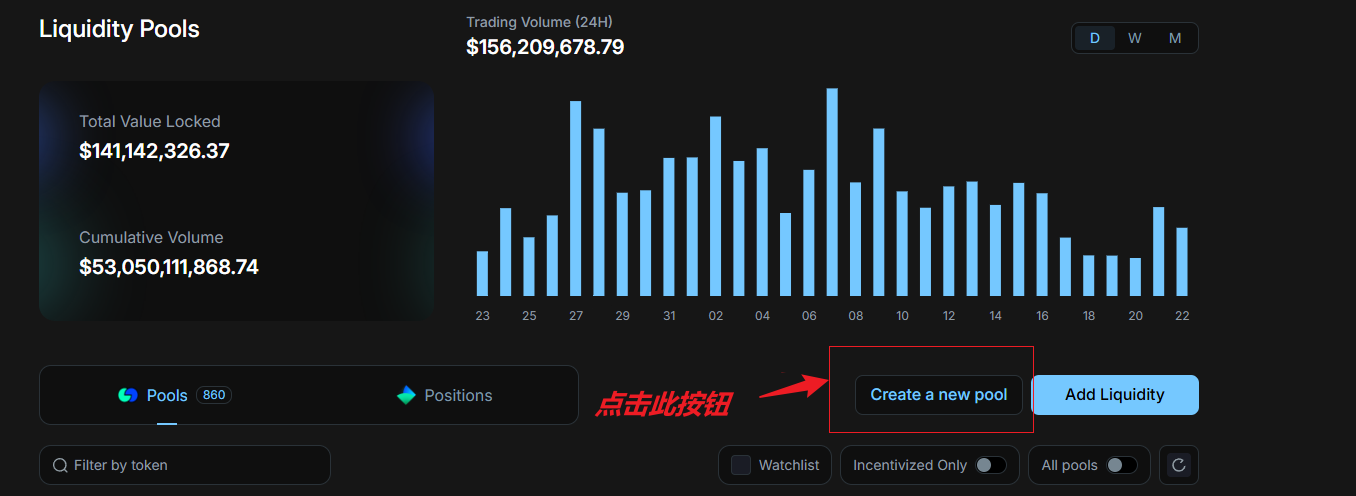 Liquidity Pools
Trading Volume (24H)
$156,209,678.79
D W M
Total Value Locked
$141,142,326.37
Cumulative Volume
$53,050,111,868.74
23 25 27 29 31 02 04 06 08 10 12 14 16 18 20 22
Pools 860
Positions
点击此按钮
Create a new pool
Add Liquidity
Filter by token
Watchlist
Incentivized Only
All pools